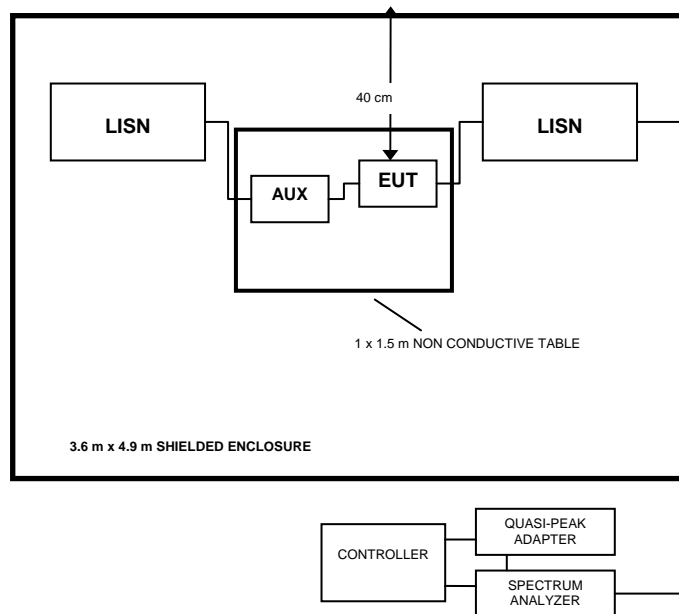 40 cm
LISN
LISN
EUT
AUX
1 x 1.5 m NON CONDUCTIVE TABLE
3.6 m x 4.9 m SHIELDED ENCLOSURE
QUASI-PEAK
ADAPTER
CONTROLLER
SPECTRUM
ANALYZER